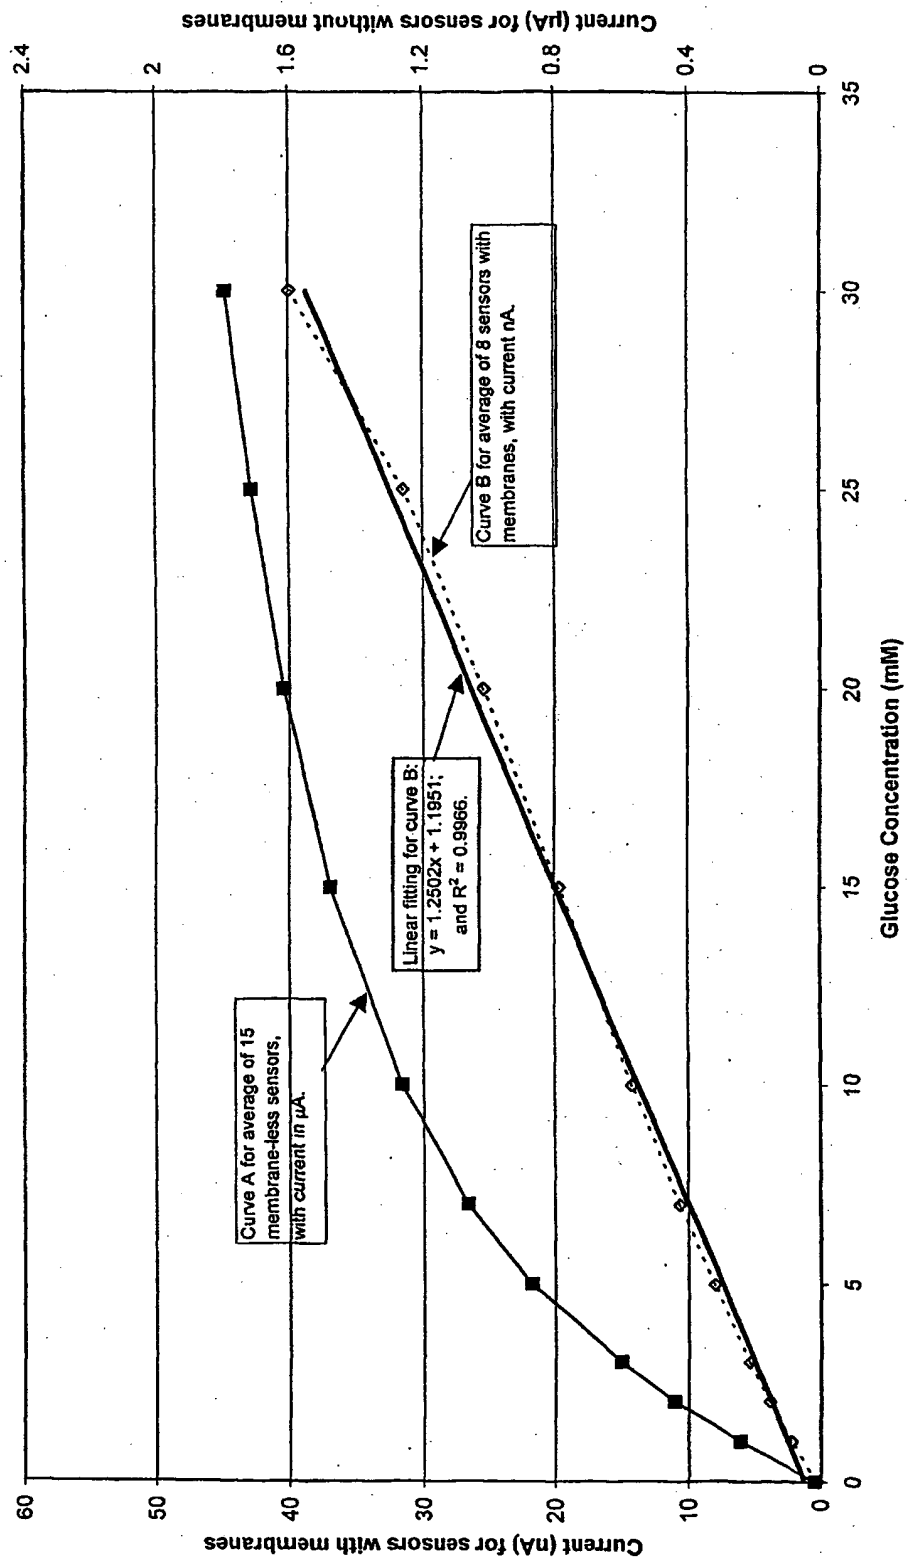 Current (µA) for sensors without membranes
2.4
2
1.6
1.2
0.8
0.4
0
Curve A for average of 15
membrane-less sensors,
with current in µA.
Linear fitting for curve B:
y = 1.2502x + 1.1951;
and R² = 0.9966.
Curve B for average of 8 sensors with
membranes, with current nA.
60
50
40
30
20
10
0
Current (nA) for sensors with membranes
0
5
10
15
20
25
30
35
Glucose Concentration (mM)